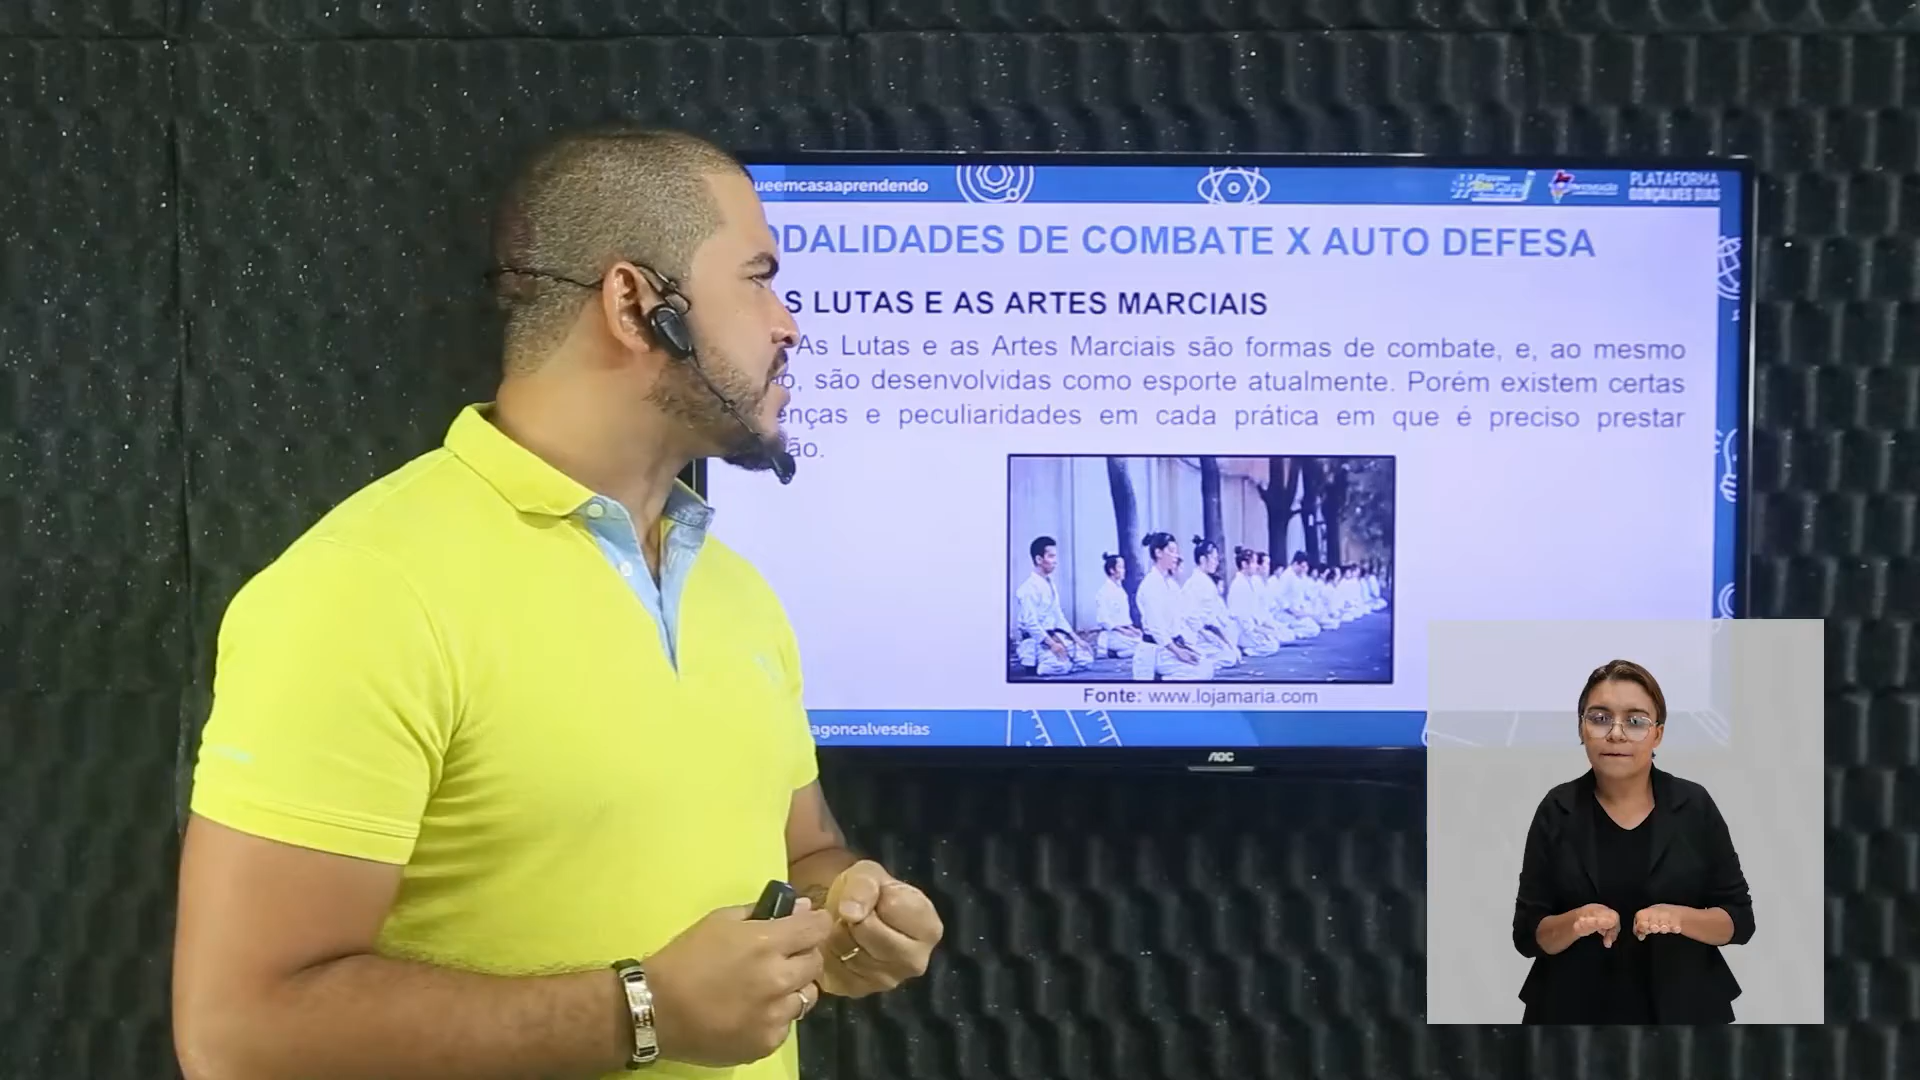 ueemcasaaprendendo
PLATAFORMA
GONÇALVES DIAS
ODALIDADES DE COMBATE X AUTO DEFESA
S LUTAS E AS ARTES MARCIAIS
As Lutas e as Artes Marciais são formas de combate, e, ao mesmo
o, são desenvolvidas como esporte atualmente. Porém existem certas
enças e peculiaridades em cada prática em que é preciso prestar
ão.
Fonte: www.lojamaria.com
agoncalvesdias
AOC